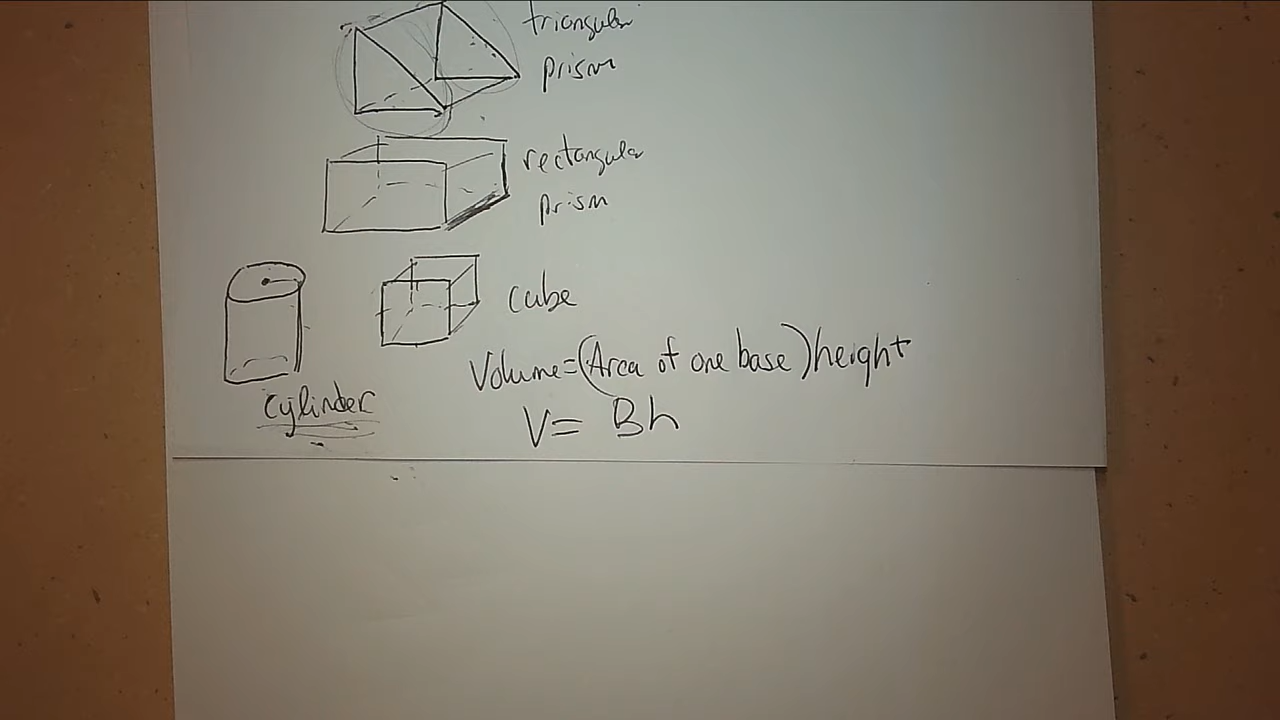 triangular
prism
rectangular
prism
cube
Volume=(Area of one base)height
cylinder
V= Bh